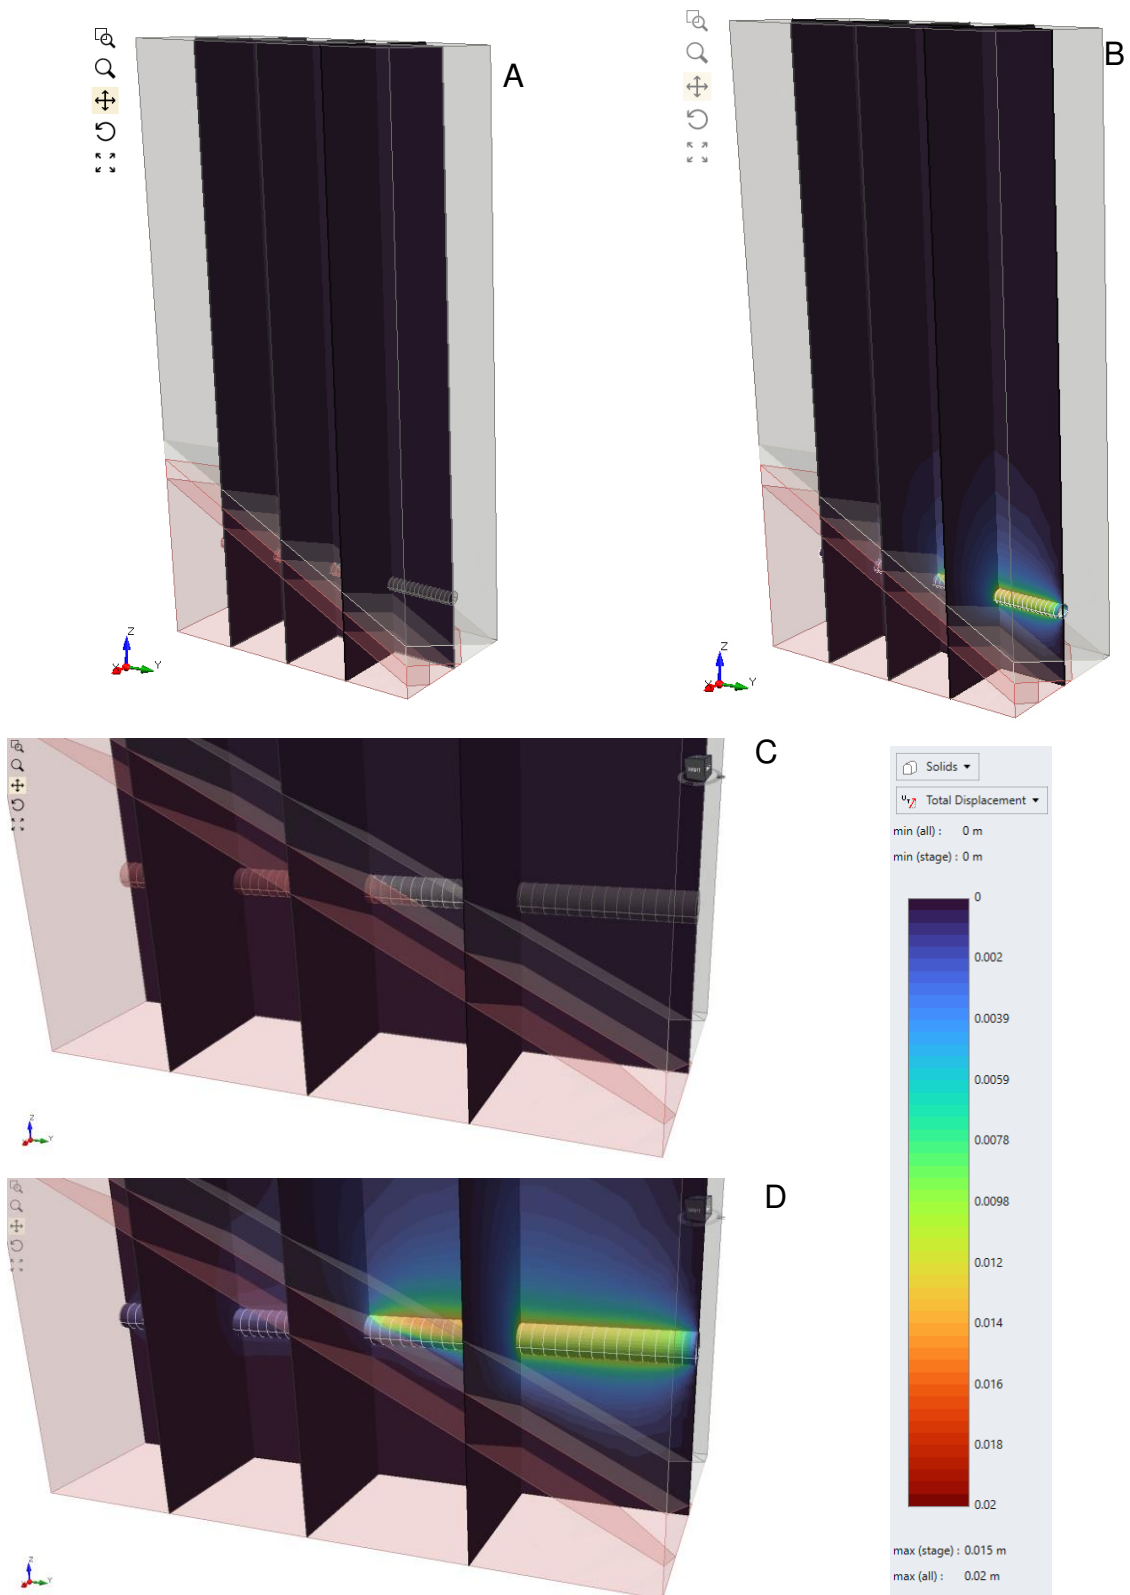 A
B
Z
X
Y
Z
X
Y
C
Z
Y
D
Z
Y
Solids
Total Displacement
min (all) : 0 m
min (stage) : 0 m
0
0.002
0.0039
0.0059
0.0078
0.0098
0.012
0.014
0.016
0.018
0.02
max (stage) : 0.015 m
max (all) : 0.02 m